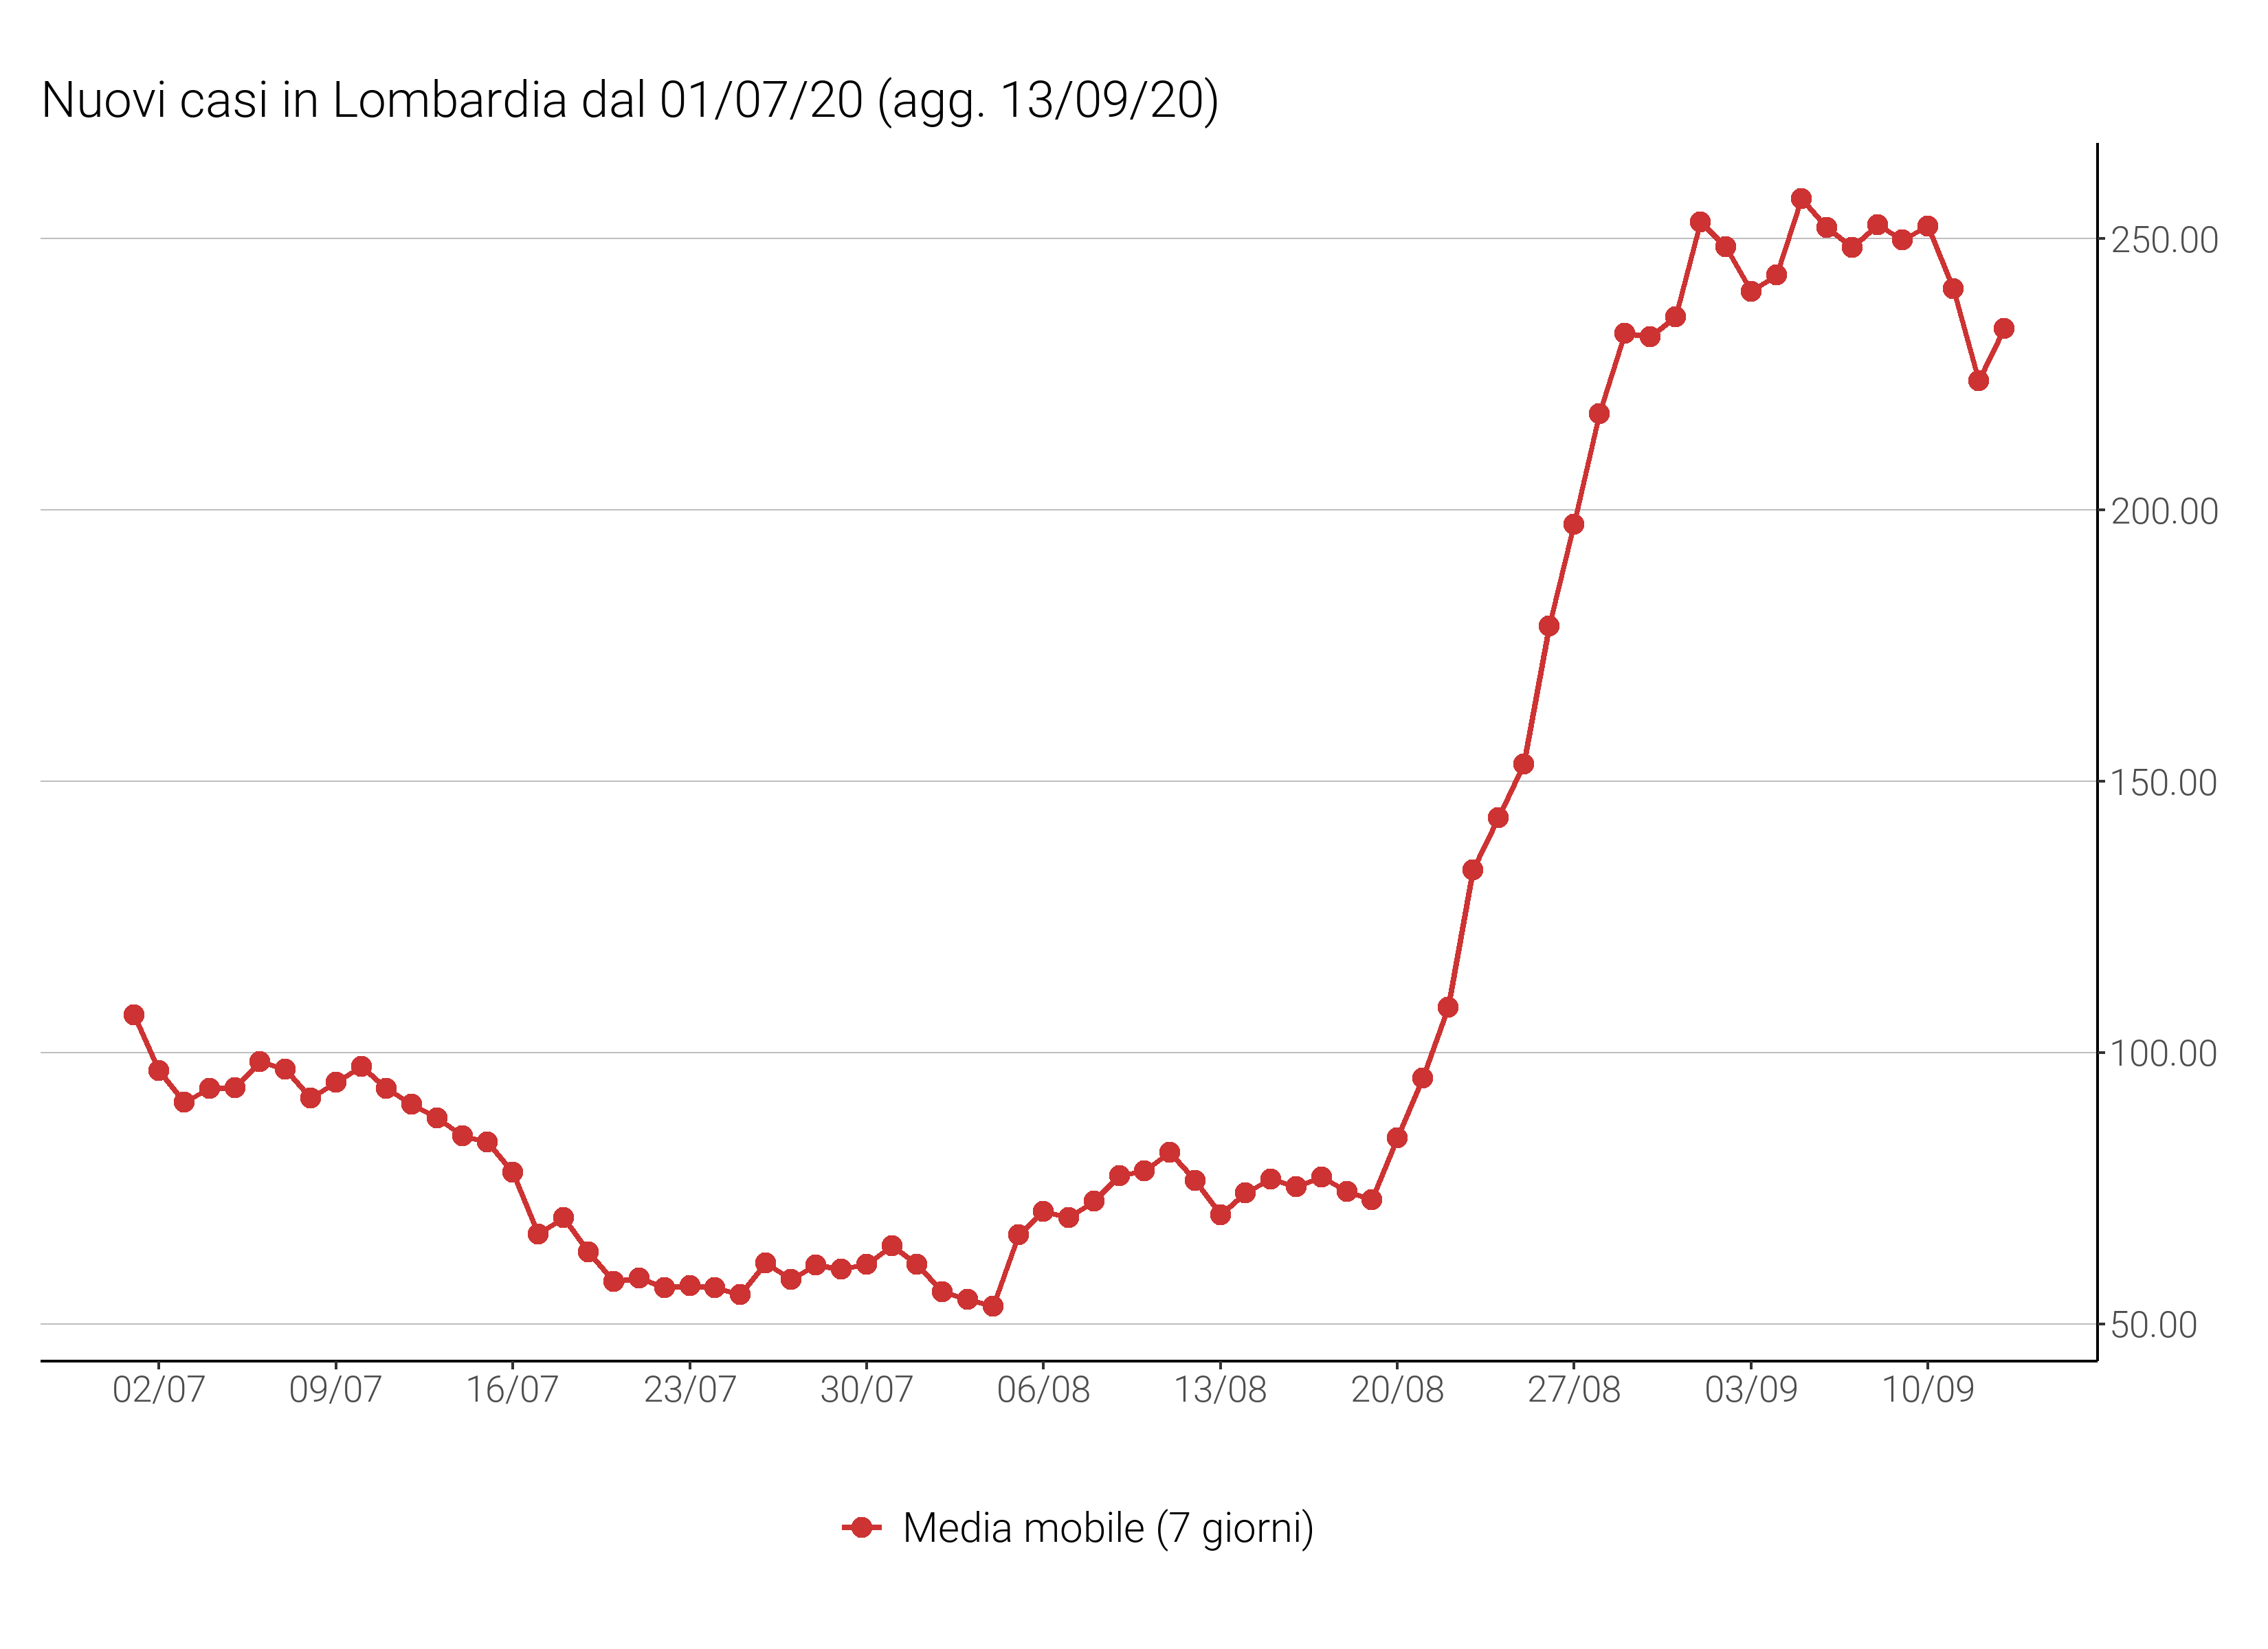 Nuovi casi in Lombardia dal 01/07/20 (agg. 13/09/20)
250.00
200.00
150.00
100.00
50.00
02/07 09/07 16/07 23/07 30/07 06/08 13/08 20/08 27/08 03/09 10/09
Media mobile (7 giorni)